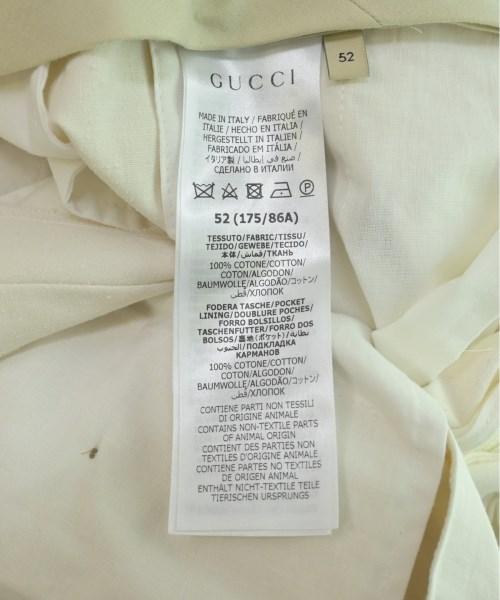 52
GUCCI
MADE IN ITALY / FABRIQUÉ EN
ITALIE / HECHO EN ITALIA /
HERGESTELLT IN ITALIEN /
FABRICADO EM ITÁLIA /
イタリア製 / صنع في إيطاليا /
СДЕЛАНО В ИТАЛИИ
52 (175/86A)
TESSUTO/FABRIC/TISSU/
TEJIDO/GEWEBE/TECIDO/
本体/قماش/ТКАНЬ
100% COTONE/COTTON/
COTON/ALGODON/
BAUMWOLLE/ALGODÃO/コットン/
قطن/ХЛОПОК
FODERA TASCHE/POCKET
LINING/DOUBLURE POCHES/
FORRO BOLSILLOS/
TASCHENFUTTER/FORRO DOS
BOLSOS/裏地(ポケット)/بطانة
الجيوب/ПОДКЛАДКА
КАРМАНОВ
100% COTONE/COTTON/
COTON/ALGODON/
BAUMWOLLE/ALGODÃO/コットン/
قطن/ХЛОПОК
CONTIENE PARTI NON TESSILI
DI ORIGINE ANIMALE
CONTAINS NON-TEXTILE PARTS
OF ANIMAL ORIGIN
CONTIENT DES PARTIES NON
TEXTILES D'ORIGINE ANIMALE
CONTIENE PARTES NO TEXTILES
DE ORIGEN ANIMAL
ENTHÄLT NICHT-TEXTILE TEILE
TIERISCHEN URSPRUNGS